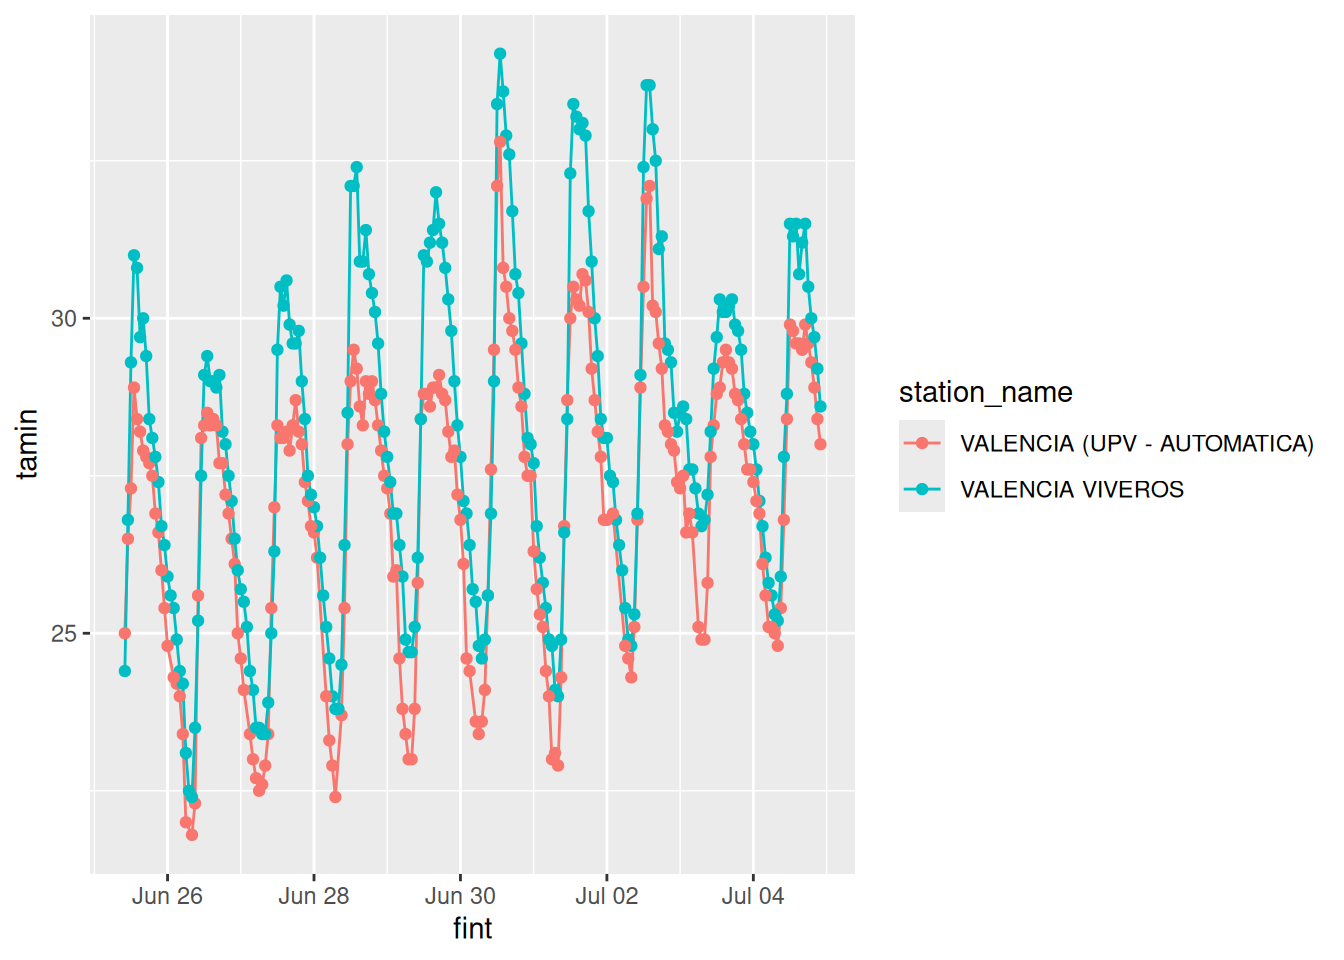 30
25
tamin
Jun 26
Jun 28
Jun 30
Jul 02
Jul 04
fint
station_name
VALENCIA (UPV - AUTOMATICA)
VALENCIA VIVEROS